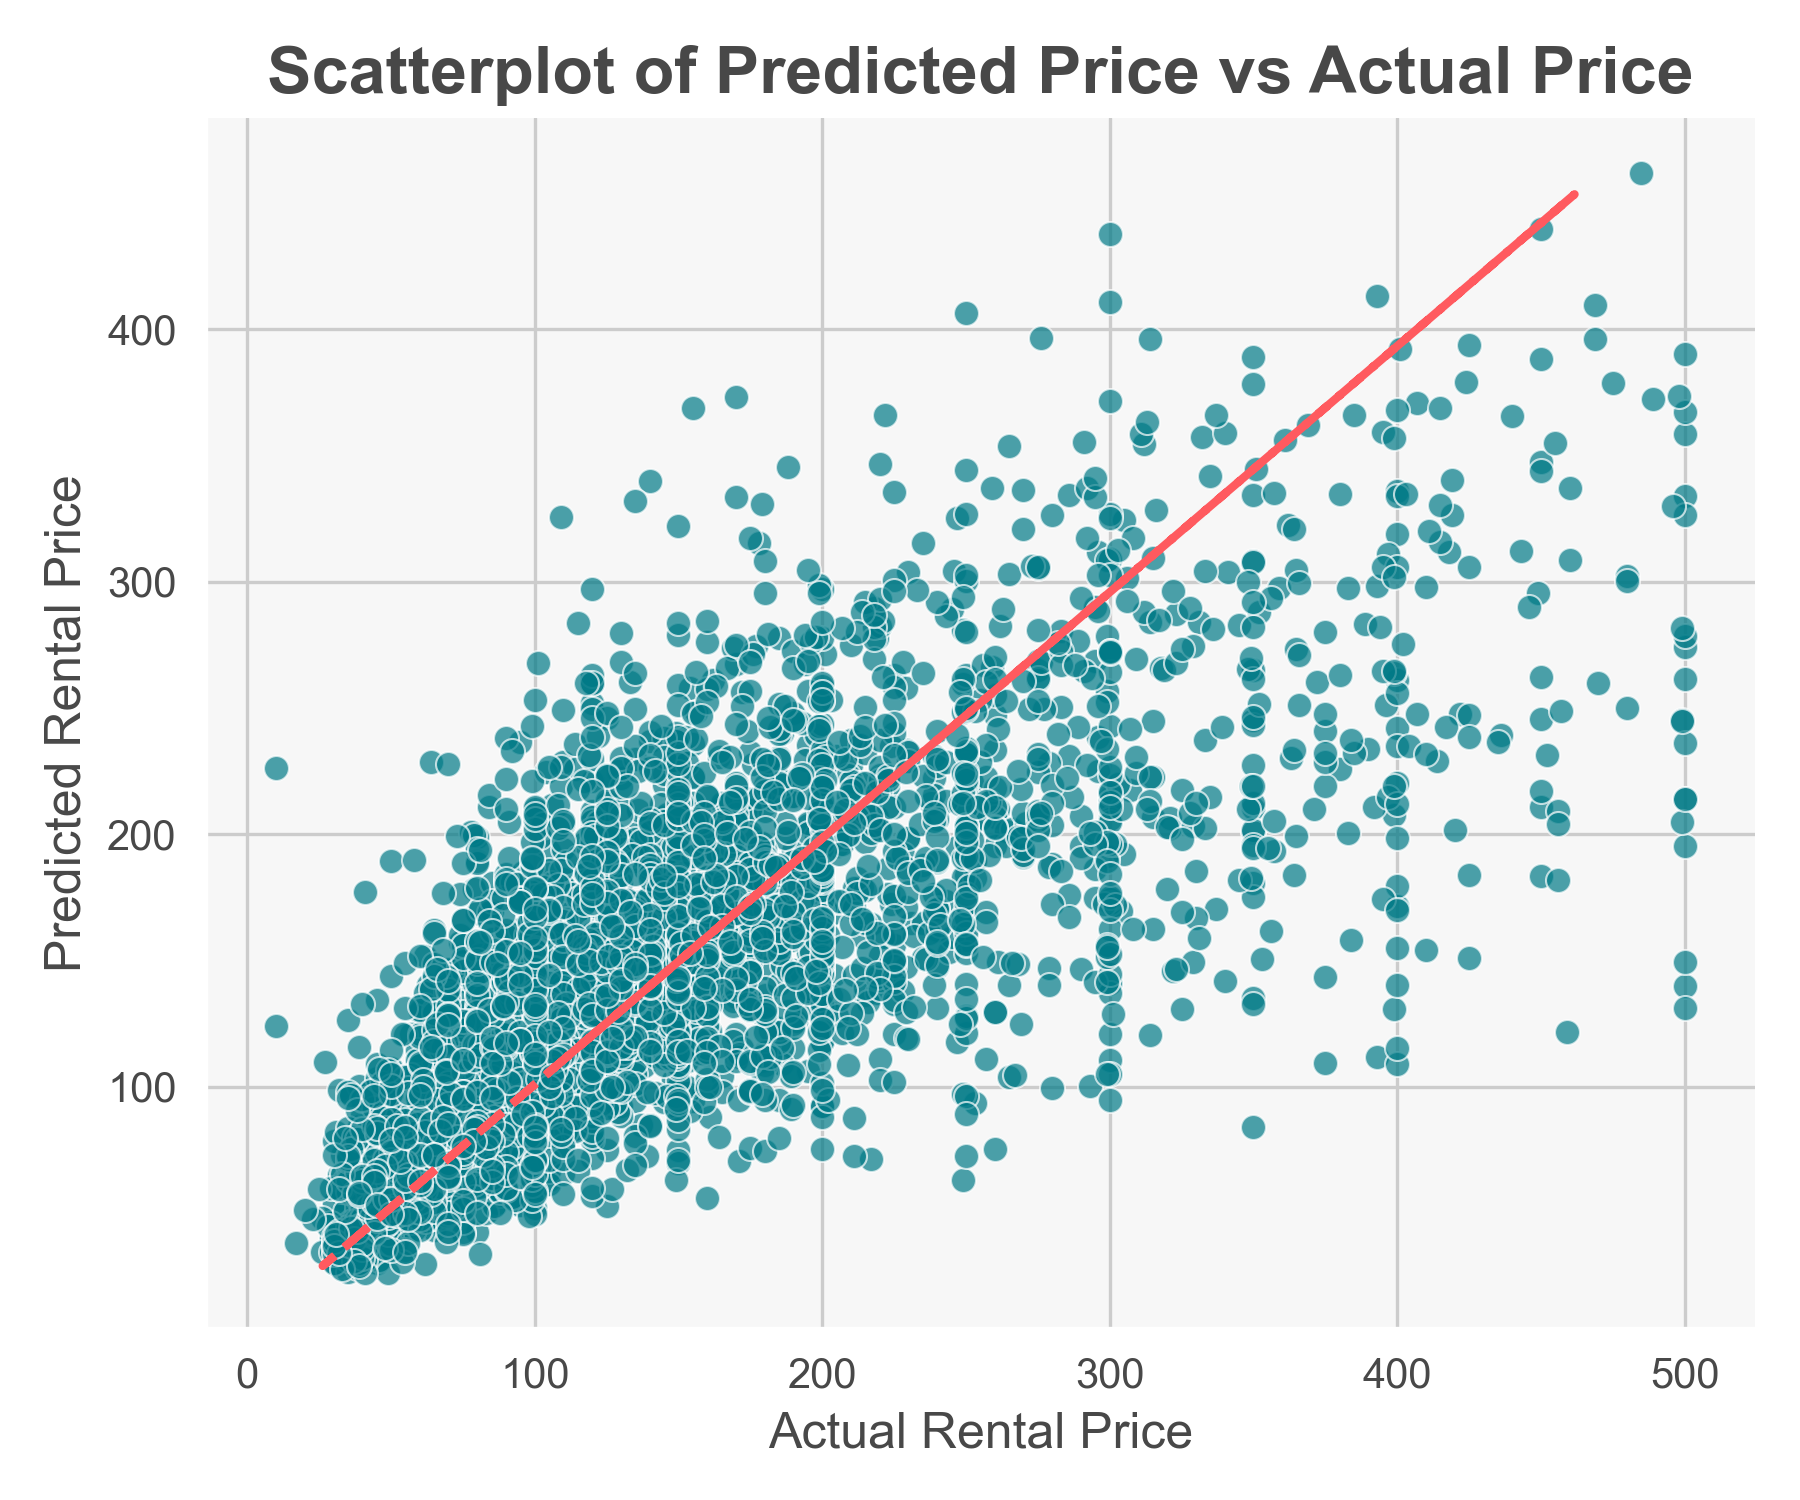 Scatterplot of Predicted Price vs Actual Price
Predicted Rental Price
400
300
200
100
0 100 200 300 400 500
Actual Rental Price